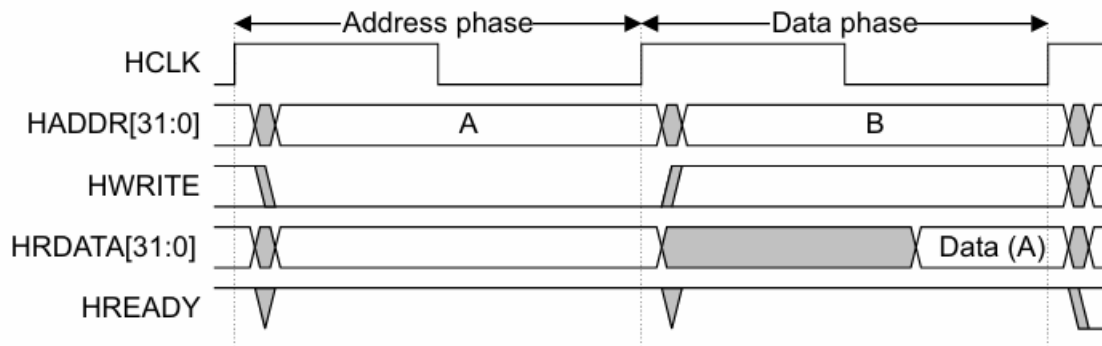 Address phase Data phase
HCLK
HADDR[31:0] A B
HWRITE
HRDATA[31:0] Data (A)
HREADY